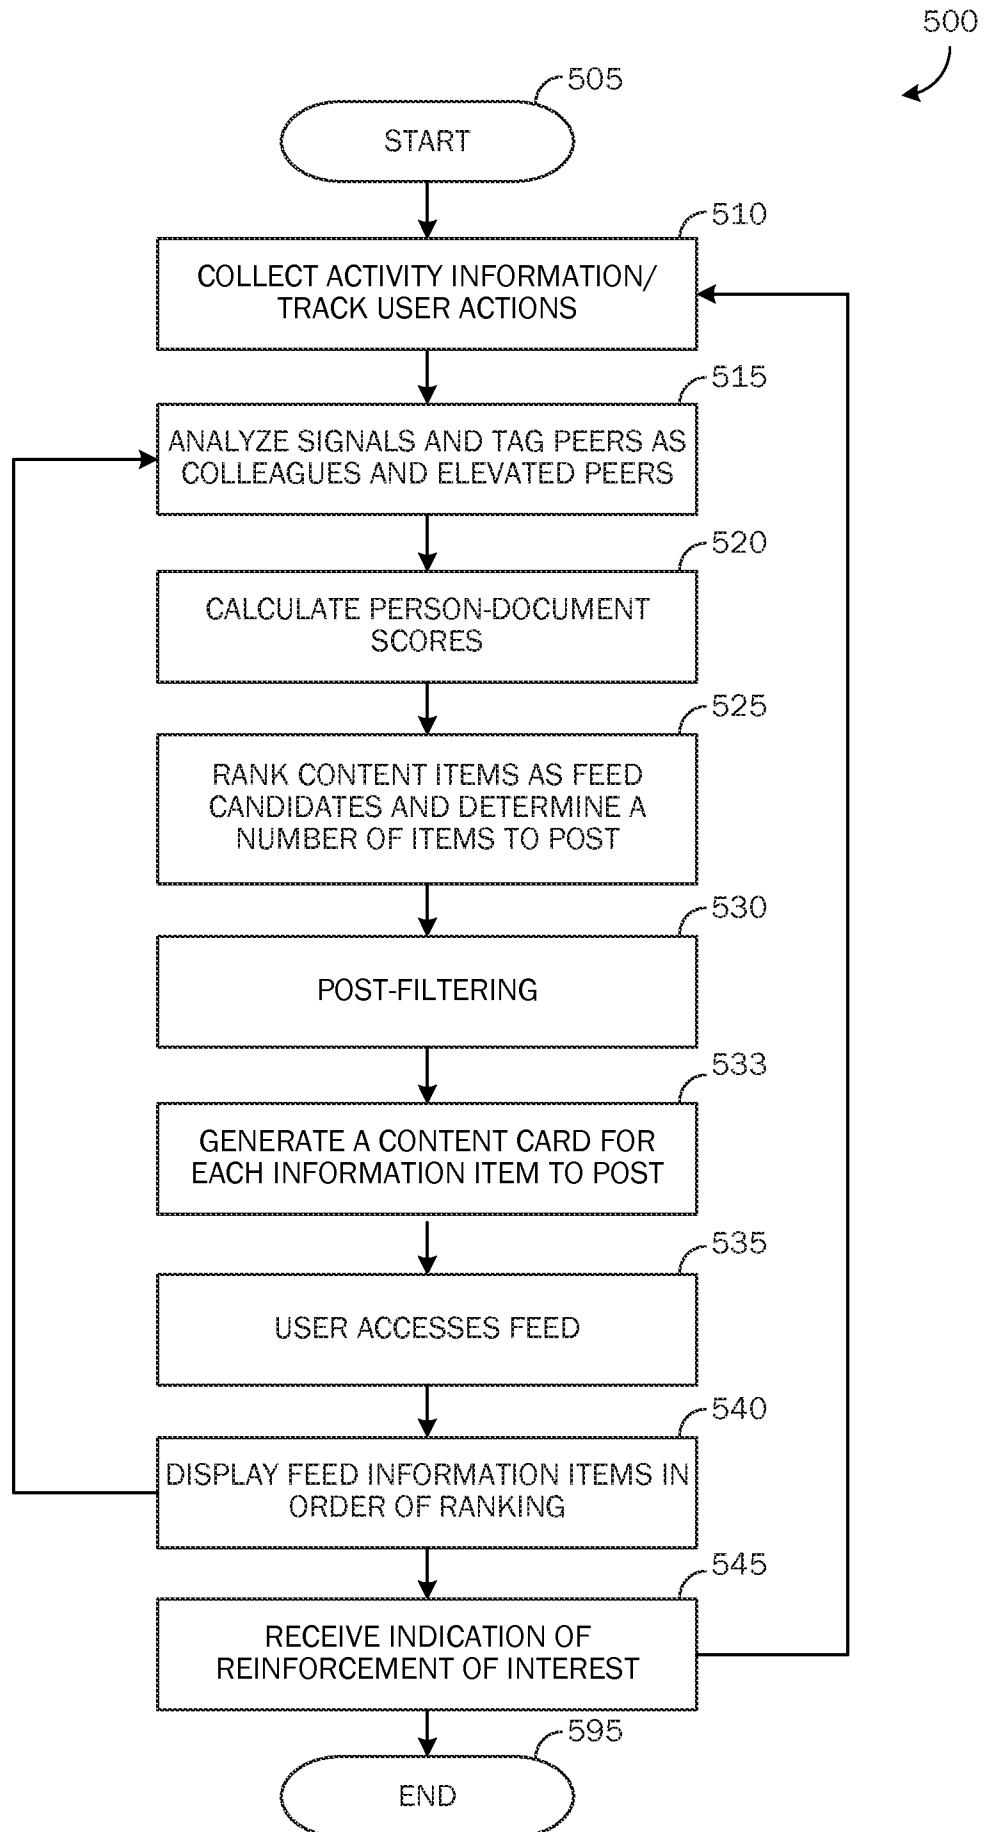 500
505
START
510
COLLECT ACTIVITY INFORMATION/
TRACK USER ACTIONS
515
ANALYZE SIGNALS AND TAG PEERS AS
COLLEAGUES AND ELEVATED PEERS
520
CALCULATE PERSON-DOCUMENT
SCORES
525
RANK CONTENT ITEMS AS FEED
CANDIDATES AND DETERMINE A
NUMBER OF ITEMS TO POST
530
POST-FILTERING
533
GENERATE A CONTENT CARD FOR
EACH INFORMATION ITEM TO POST
535
USER ACCESSES FEED
540
DISPLAY FEED INFORMATION ITEMS IN
ORDER OF RANKING
545
RECEIVE INDICATION OF
REINFORCEMENT OF INTEREST
595
END